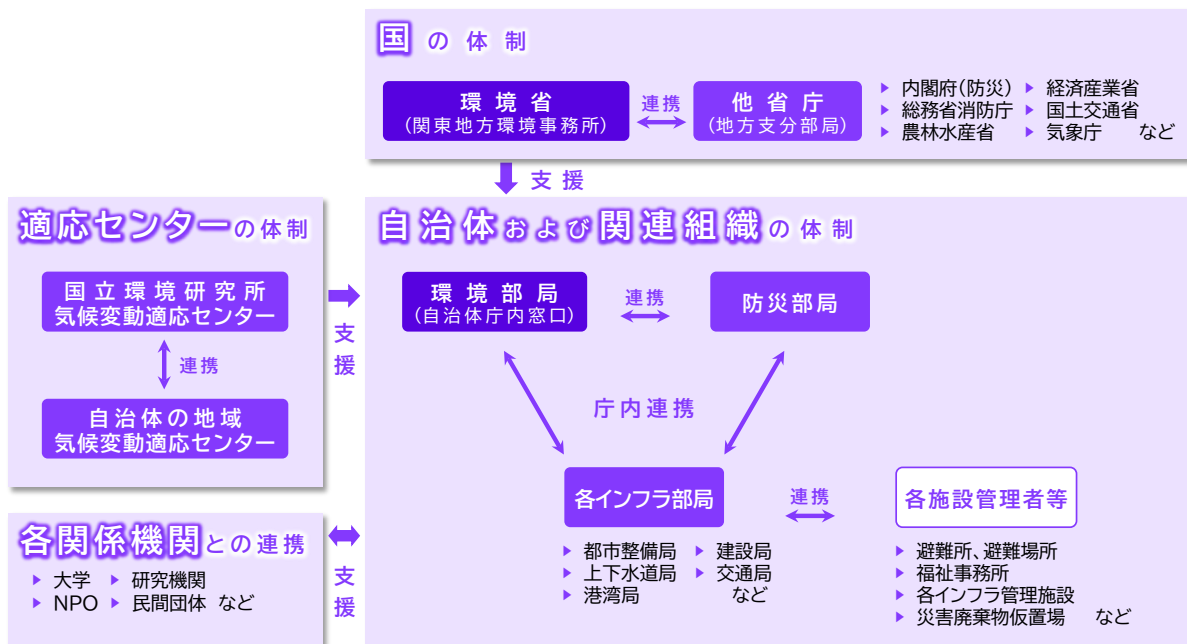 国の体制
環境省
(関東地方環境事務所)
連携
他省庁
(地方支分部局)
▶ 内閣府(防災) ▶ 経済産業省
▶ 総務省消防庁 ▶ 国土交通省
▶ 農林水産省 ▶ 気象庁 など
支援
適応センターの体制
国立環境研究所
気候変動適応センター
連携
自治体の地域
気候変動適応センター
支援
自治体および関連組織の体制
環境部局
(自治体庁内窓口)
連携
防災部局
庁内連携
各インフラ部局
連携
各施設管理者等
▶ 都市整備局 ▶ 建設局
▶ 上下水道局 ▶ 交通局
▶ 港湾局 など
▶ 避難所、避難場所
▶ 福祉事務所
▶ 各インフラ管理施設
▶ 災害廃棄物仮置場 など
各関係機関との連携
▶ 大学 ▶ 研究機関
▶ NPO ▶ 民間団体 など
支援